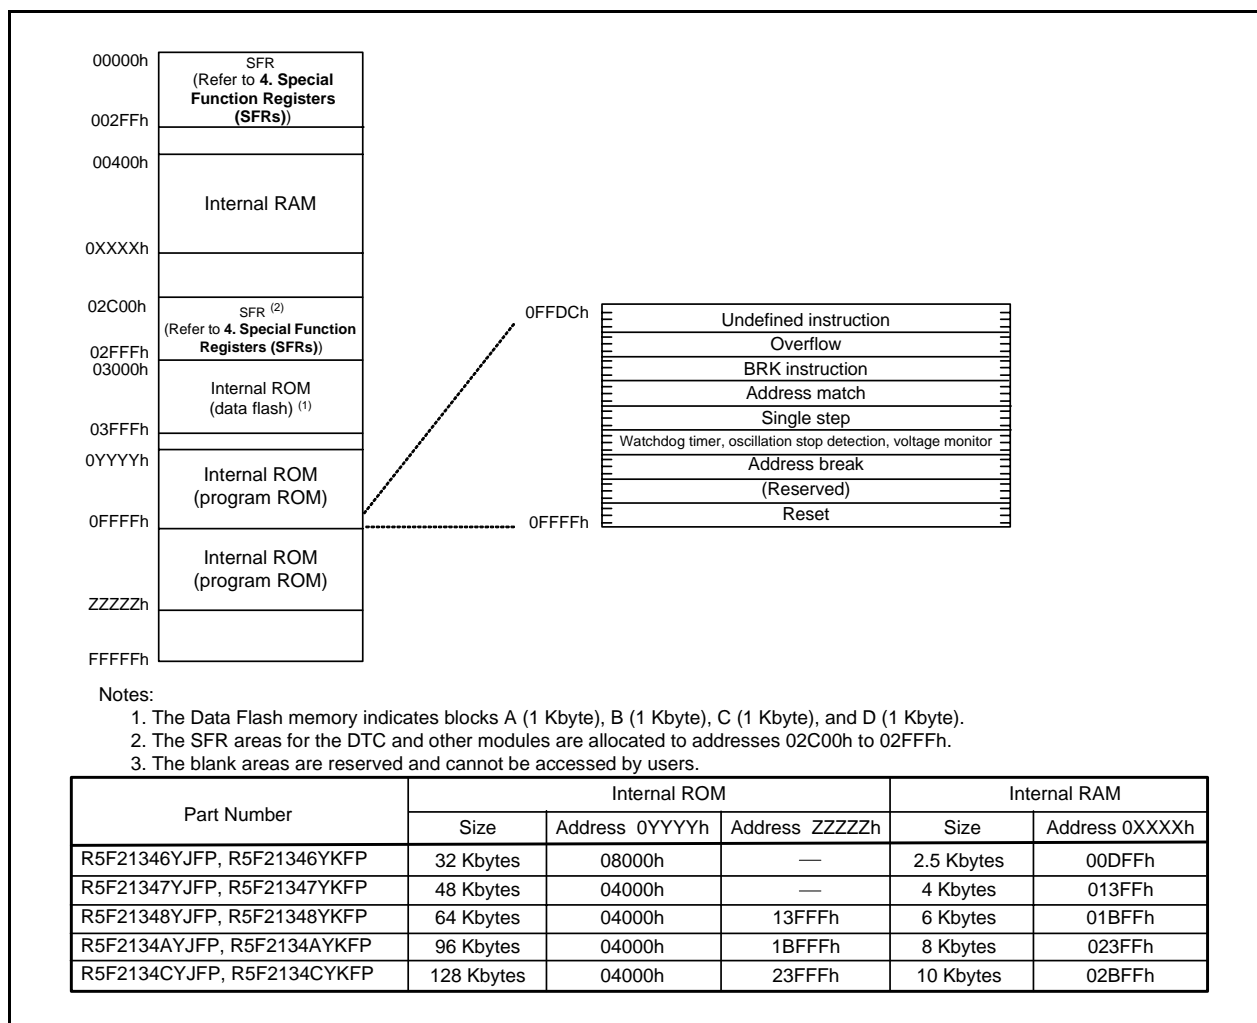 00000h
SFR
(Refer to 4. Special
Function Registers
(SFRs))
002FFh
00400h
Internal RAM
0XXXXh
02C00h
SFR (2)
(Refer to 4. Special Function
Registers (SFRs))
02FFFh
03000h
Internal ROM
(data flash) (1)
03FFFh
0YYYYh
Internal ROM
(program ROM)
0FFFFh
Internal ROM
(program ROM)
ZZZZZh
FFFFFh
0FFDCh
Undefined instruction
Overflow
BRK instruction
Address match
Single step
Watchdog timer, oscillation stop detection, voltage monitor
Address break
(Reserved)
Reset
0FFFFh
Notes:
1. The Data Flash memory indicates blocks A (1 Kbyte), B (1 Kbyte), C (1 Kbyte), and D (1 Kbyte).
2. The SFR areas for the DTC and other modules are allocated to addresses 02C00h to 02FFFh.
3. The blank areas are reserved and cannot be accessed by users.
Part Number Internal ROM Internal RAM
Size Address 0YYYYh Address ZZZZZh Size Address 0XXXXh
R5F21346YJFP, R5F21346YKFP 32 Kbytes 08000h — 2.5 Kbytes 00DFFh
R5F21347YJFP, R5F21347YKFP 48 Kbytes 04000h — 4 Kbytes 013FFh
R5F21348YJFP, R5F21348YKFP 64 Kbytes 04000h 13FFFh 6 Kbytes 01BFFh
R5F2134AYJFP, R5F2134AYKFP 96 Kbytes 04000h 1BFFFh 8 Kbytes 023FFh
R5F2134CYJFP, R5F2134CYKFP 128 Kbytes 04000h 23FFFh 10 Kbytes 02BFFh